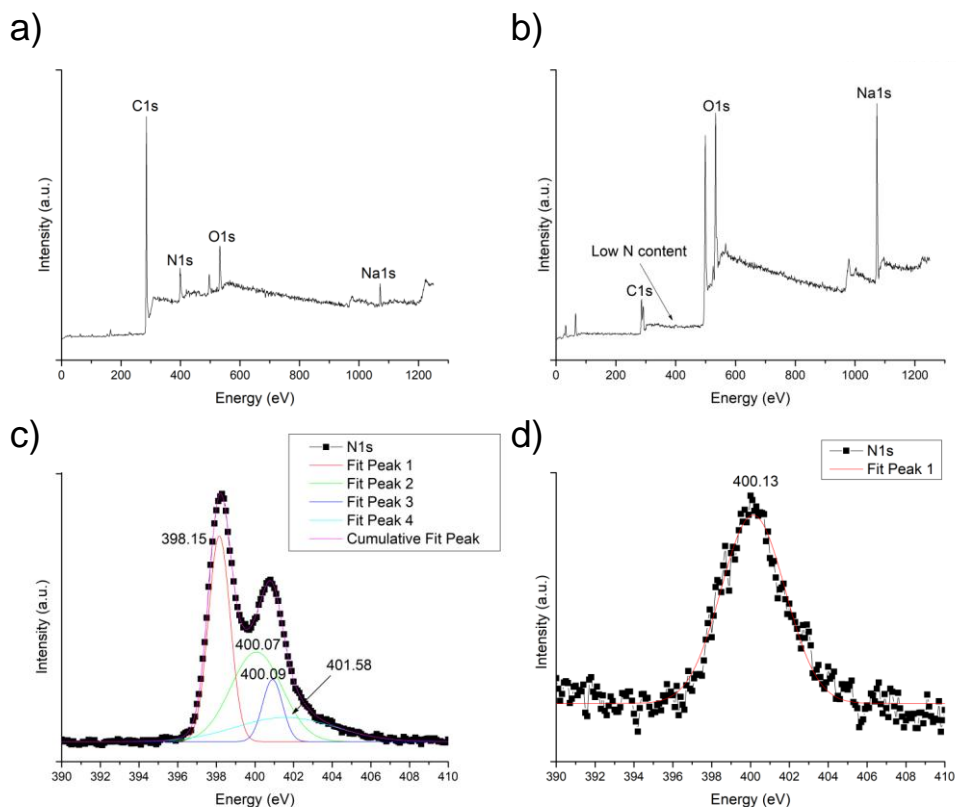 a)
C1s
N1s
O1s
Na1s
Intensity (a.u.)
0 200 400 600 800 1000 1200
Energy (eV)
b)
O1s
Na1s
Low N content
C1s
Intensity (a.u.)
0 200 400 600 800 1000 1200
Energy (eV)
c)
N1s
Fit Peak 1
Fit Peak 2
Fit Peak 3
Fit Peak 4
Cumulative Fit Peak
398.15
400.07
400.09
401.58
Intensity (a.u.)
390 392 394 396 398 400 402 404 406 408 410
Energy (eV)
d)
N1s
Fit Peak 1
400.13
Intensity (a.u.)
390 392 394 396 398 400 402 404 406 408 410
Energy (eV)